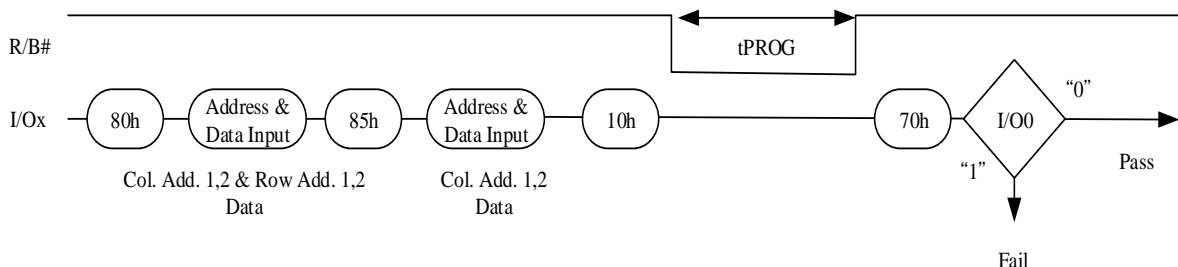 R/B#
tPROG
I/Ox
80h
Address &
Data Input
85h
Address &
Data Input
10h
70h
I/O0
“0”
“1”
Pass
Fail
Col. Add. 1,2 & Row Add. 1,2
Data
Col. Add. 1,2
Data